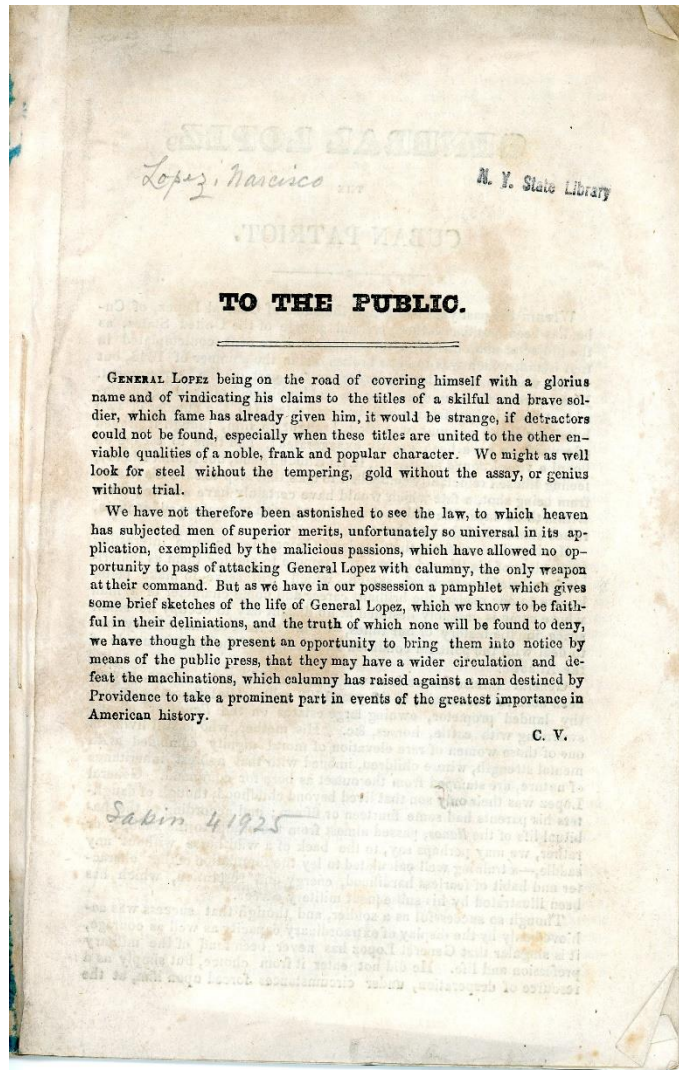 Lopez, Narcisco
N. Y. State Library
TO THE PUBLIC.
GENERAL LOPEZ being on the road of covering himself with a glorius
name and of vindicating his claims to the titles of a skilful and brave sol-
dier, which fame has already given him, it would be strange, if detractors
could not be found, especially when these titles are united to the other en-
viable qualities of a noble, frank and popular character. We might as well
look for steel without the tempering, gold without the assay, or genius
without trial.
We have not therefore been astonished to see the law, to which heaven
has subjected men of superior merits, unfortunately so universal in its ap-
plication, exemplified by the malicious passions, which have allowed no op-
portunity to pass of attacking General Lopez with calumny, the only weapon
at their command. But as we have in our possession a pamphlet which gives
some brief sketches of the life of General Lopez, which we know to be faith-
ful in their deliniations, and the truth of which none will be found to deny,
we have though the present an opportunity to bring them into notice by
means of the public press, that they may have a wider circulation and de-
feat the machinations, which calumny has raised against a man destined by
Providence to take a prominent part in events of the greatest importance in
American history.
C. V.
Sabin 41925